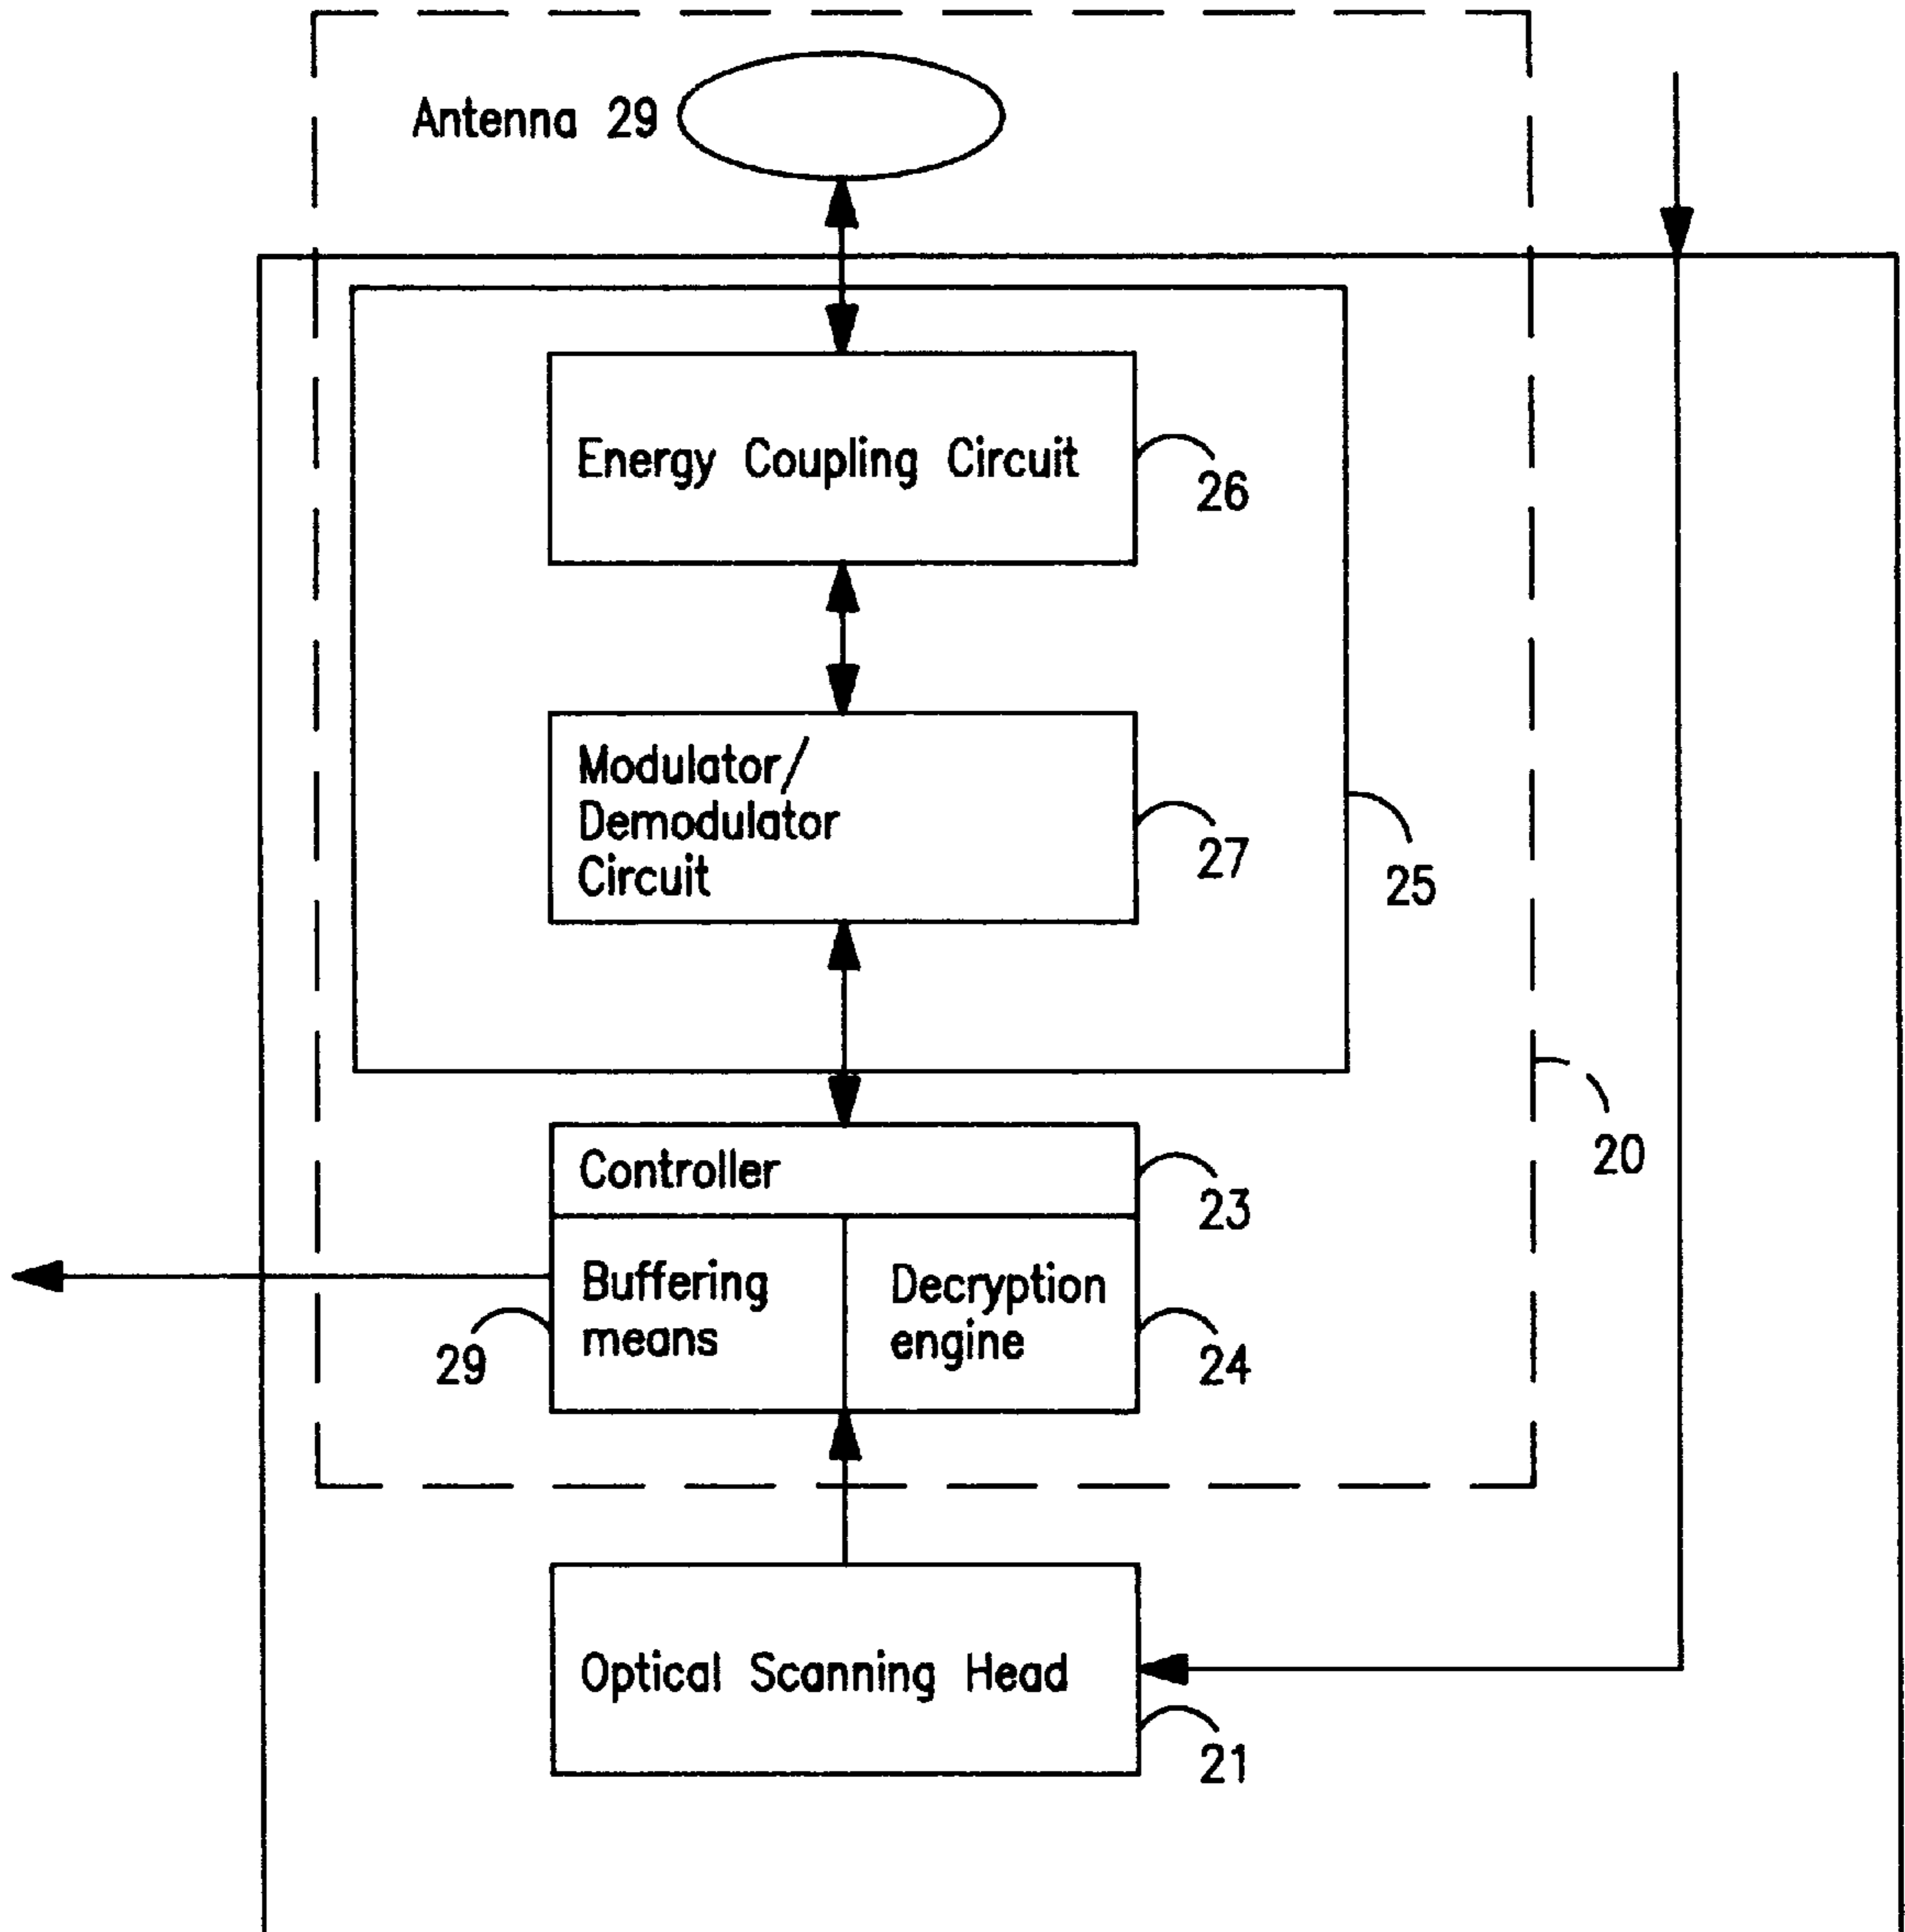 Antenna 29
Energy Coupling Circuit
26
Modulator/
Demodulator
Circuit
27
25
20
Controller
23
Buffering
means
29
Decryption
engine
24
Optical Scanning Head
21